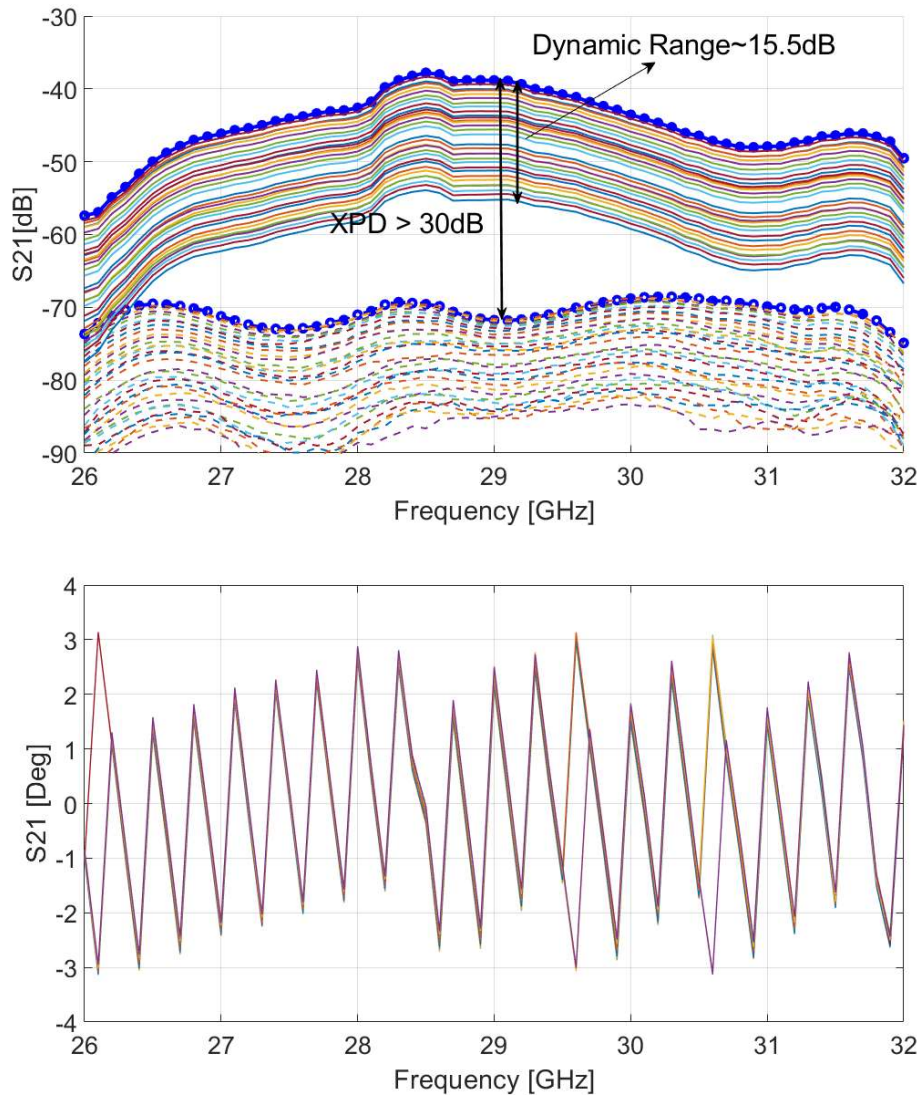 -30
Dynamic Range~15.5dB
-40
-50
XPD > 30dB
-60
-70
-80
-90
S21[dB]
26 27 28 29 30 31 32
Frequency [GHz]
4
3
2
1
0
-1
-2
-3
-4
S21 [Deg]
26 27 28 29 30 31 32
Frequency [GHz]